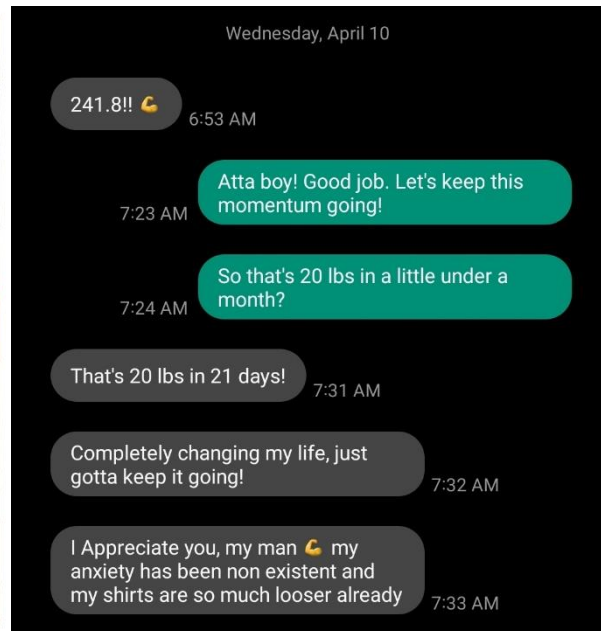 Wednesday, April 10
241.8!! 💪
6:53 AM
Atta boy! Good job. Let's keep this
momentum going!
7:23 AM
So that's 20 lbs in a little under a
month?
7:24 AM
That's 20 lbs in 21 days!
7:31 AM
Completely changing my life, just
gotta keep it going!
7:32 AM
I Appreciate you, my man 💪 my
anxiety has been non existent and
my shirts are so much looser already
7:33 AM